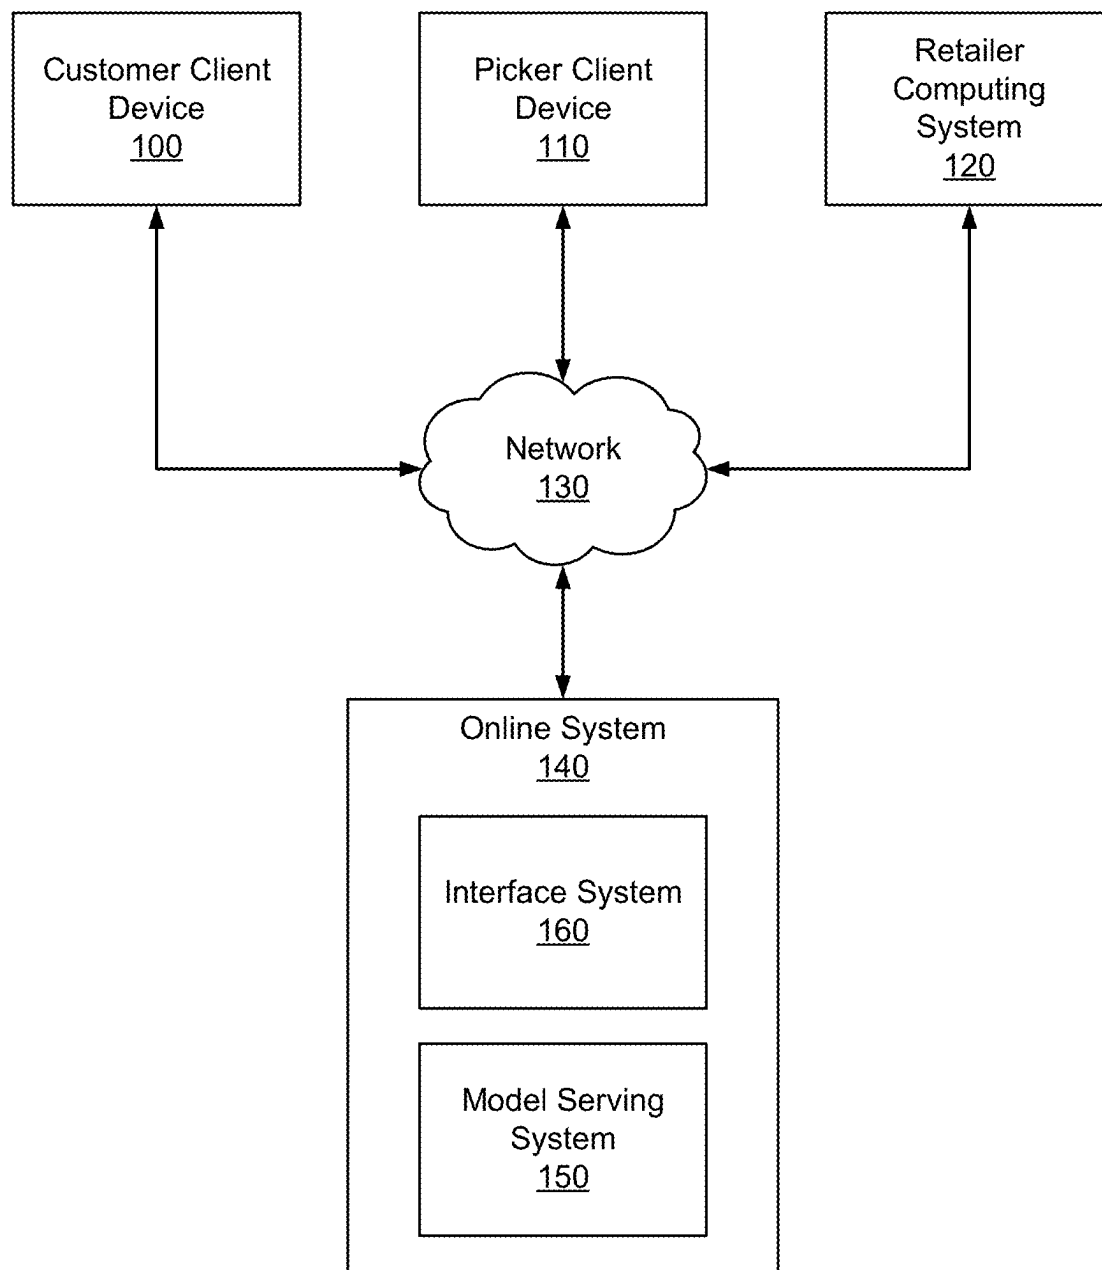 Customer Client
Device
100
Picker Client
Device
110
Retailer
Computing
System
120
Network
130
Online System
140
Interface System
160
Model Serving
System
150